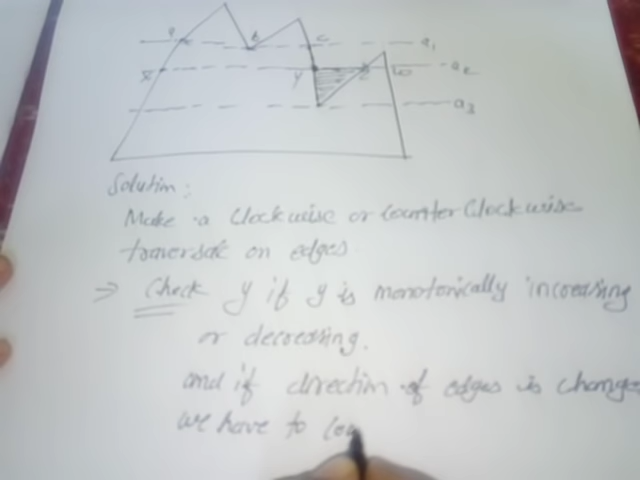 a b c a1
x y z w a2
a3
Solution:
Make a Clockwise or Counter Clockwise
traversal on edges
⇒ Check y if y is monotonically increasing
or decreasing.
and if direction of edges is change
we have to